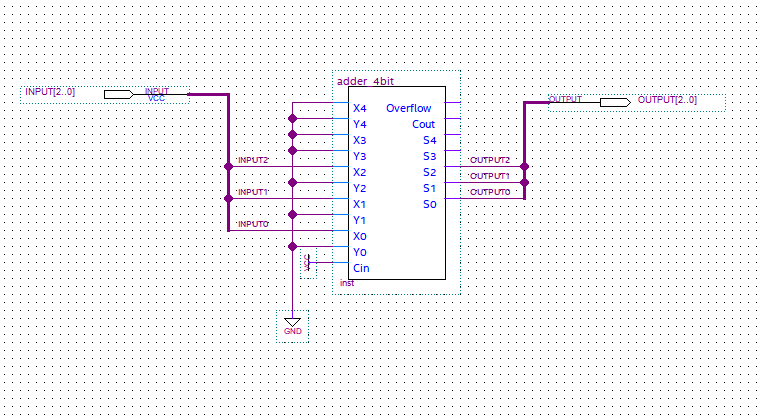 adder_4bit
INPUT[2..0]
INPUT
VCC
OUTPUT
OUTPUT[2..0]
X4
Overflow
Y4
Cout
X3
S4
Y3
S3
INPUT2
X2
S2
OUTPUT2
Y2
S1
OUTPUT1
INPUT1
X1
S0
OUTPUT0
Y1
INPUT0
X0
Y0
VCC
Cin
inst
GND